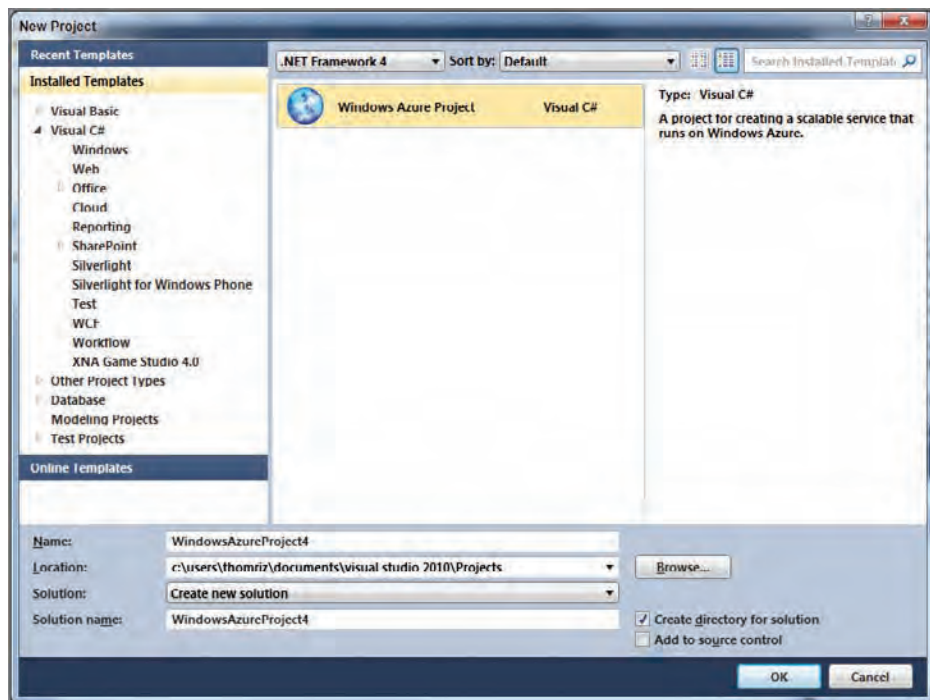 New Project
Recent Templates
Installed Templates
Visual Basic
Visual C#
Windows
Web
Office
Cloud
Reporting
SharePoint
Silverlight
Silverlight for Windows Phone
Test
WCF
Workflow
XNA Game Studio 4.0
Other Project Types
Database
Modeling Projects
Test Projects
Online Templates
.NET Framework 4
Sort by: Default
Search Installed Templat
Windows Azure Project Visual C#
Type: Visual C#
A project for creating a scalable service that
runs on Windows Azure.
Name: WindowsAzureProject4
Location: c:\users\thomriz\documents\visual studio 2010\Projects
Browse...
Solution: Create new solution
Solution name: WindowsAzureProject4
Create directory for solution
Add to source control
OK
Cancel